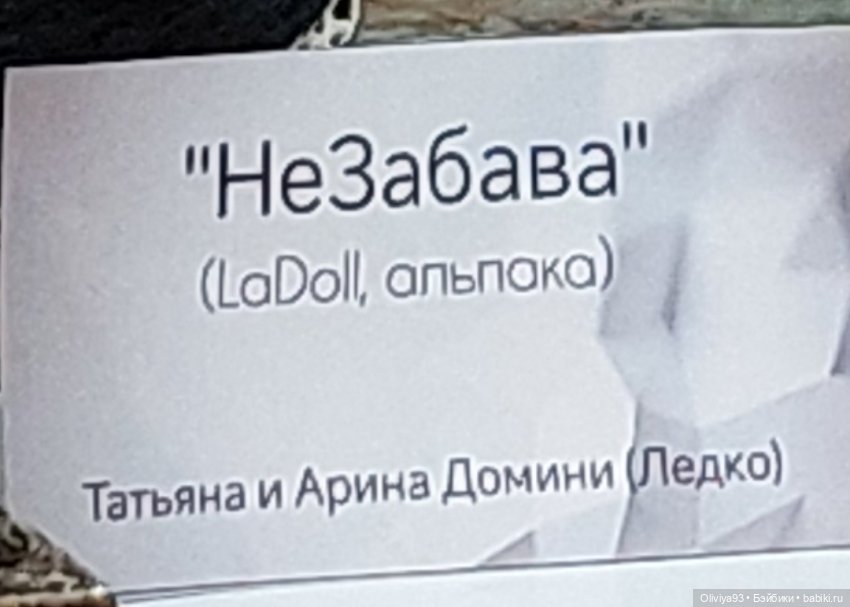 "НеЗабава"
(LaDoll, альпака)
Татьяна и Арина Домини (Ледко)
Oliviya93 • Бэйбики • babiki.ru